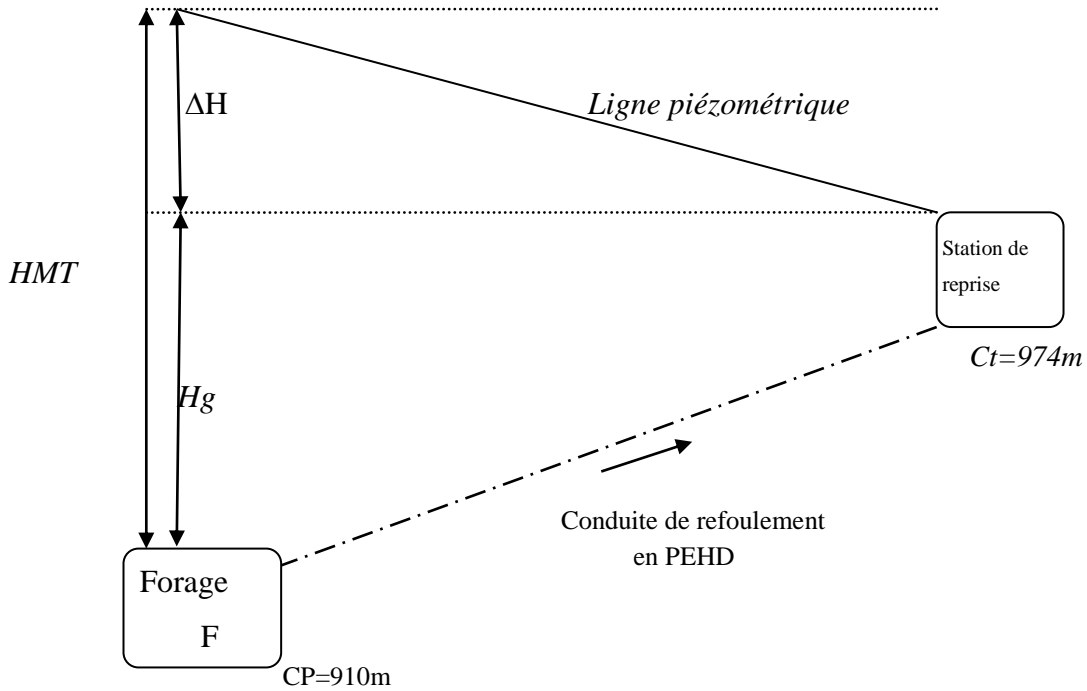 ΔH
Ligne piézométrique
HMT
Station de
reprise
Ct=974m
Hg
Conduite de refoulement
en PEHD
Forage
F
CP=910m